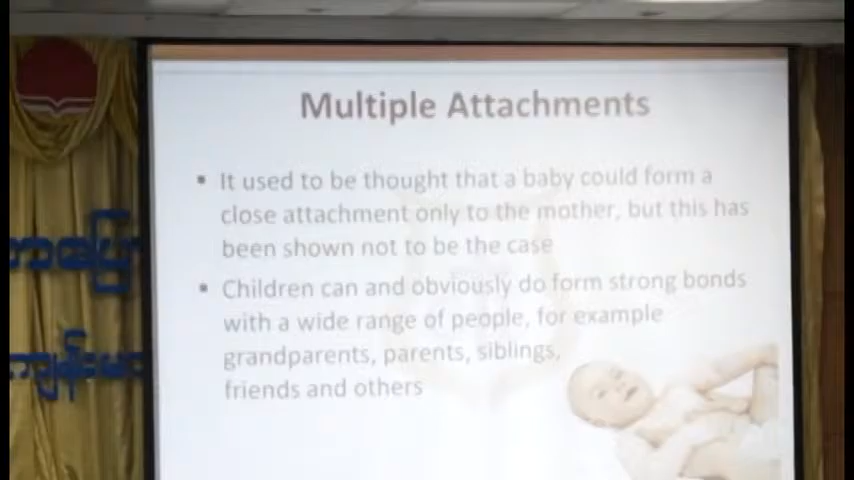 Multiple Attachments
▪ It used to be thought that a baby could form a
close attachment only to the mother, but this has
been shown not to be the case
▪ Children can and obviously do form strong bonds
with a wide range of people, for example
grandparents, parents, siblings,
friends and others